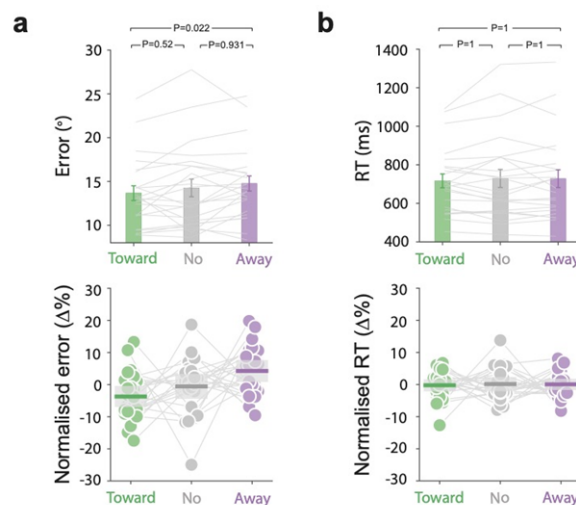 a
P=0.022
P=0.52
P=0.931
Error (°)
30
25
20
15
10
Toward
No
Away
Normalised error (Δ%)
30
20
10
0
-10
-20
-30
Toward
No
Away
b
P=1
P=1
P=1
RT (ms)
1400
1200
1000
800
600
400
Toward
No
Away
Normalised RT (Δ%)
30
20
10
0
-10
-20
-30
Toward
No
Away